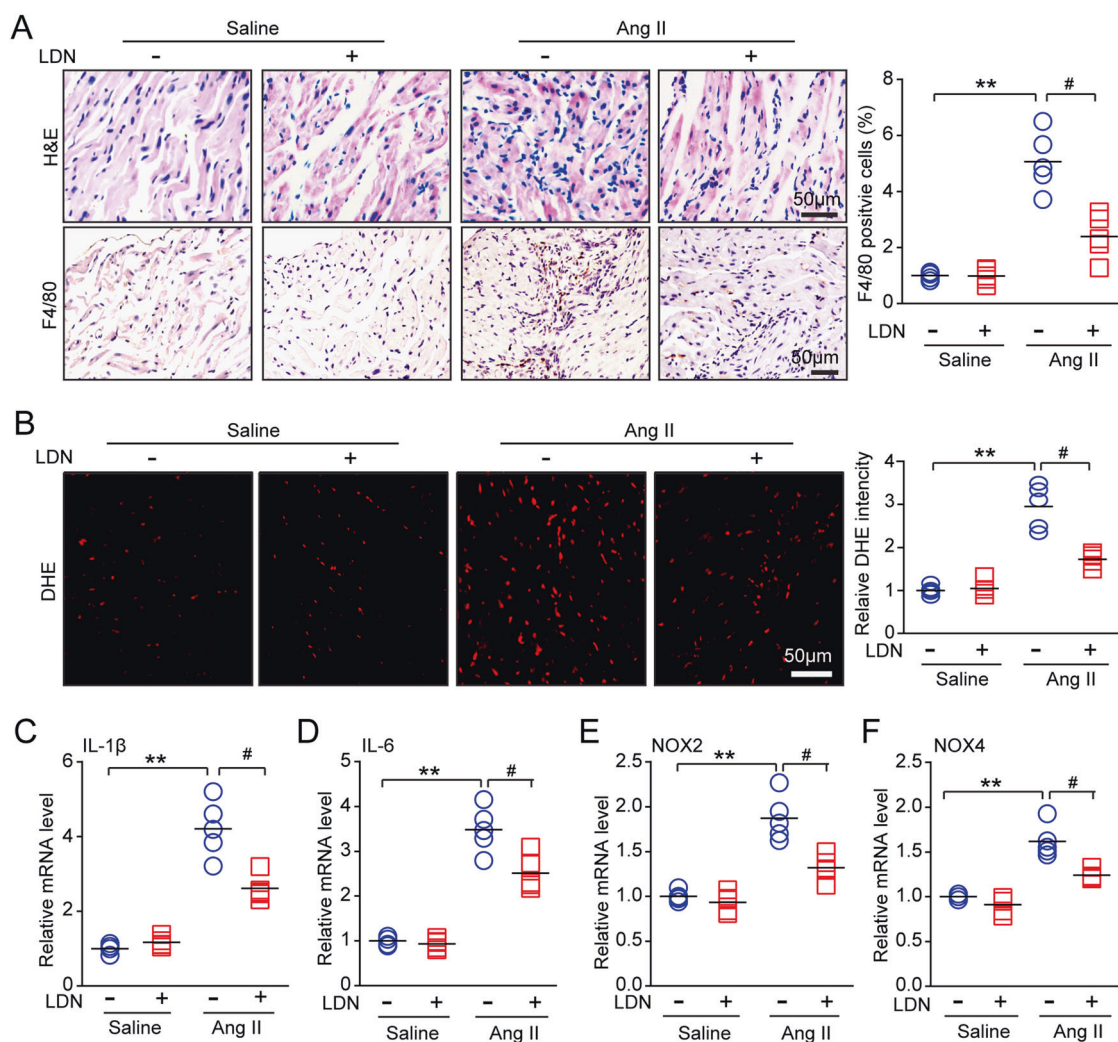 A
Saline
Ang II
LDN - + - +
H&E
50μm
F4/80
50μm
F4/80 positvie cells (%)
8
6
4
2
0
** #
LDN - + - +
Saline Ang II
B
Saline
Ang II
LDN - + - +
DHE
50μm
Relaive DHE intencity
4
3
2
1
0
** #
LDN - + - +
Saline Ang II
C
IL-1β
Relative mRNA level
6
4
2
0
** #
LDN - + - +
Saline Ang II
D
IL-6
Relative mRNA level
5
4
3
2
1
0
** #
LDN - + - +
Saline Ang II
E
NOX2
Relative mRNA level
2.5
2.0
1.5
1.0
0.5
0.0
** #
LDN - + - +
Saline Ang II
F
NOX4
Relative mRNA level
2.5
2.0
1.5
1.0
0.5
0.0
** #
LDN - + - +
Saline Ang II